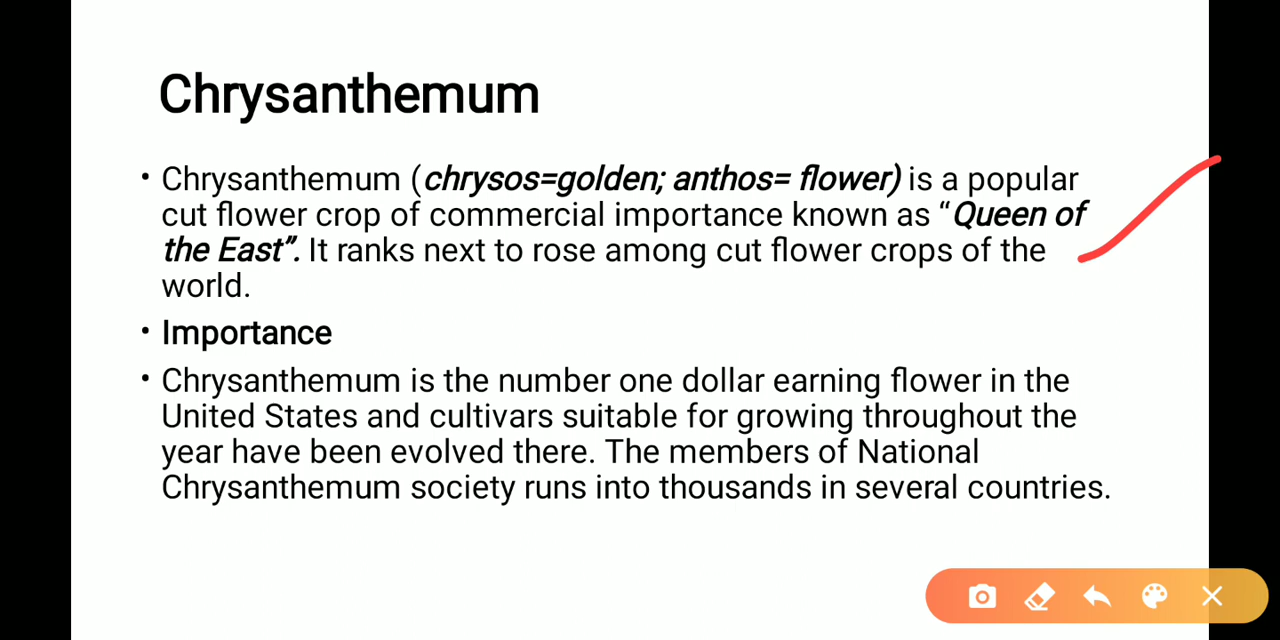 Chrysanthemum
• Chrysanthemum (chrysos=golden; anthos= flower) is a popular
cut flower crop of commercial importance known as “Queen of
the East”. It ranks next to rose among cut flower crops of the
world.
• Importance
• Chrysanthemum is the number one dollar earning flower in the
United States and cultivars suitable for growing throughout the
year have been evolved there. The members of National
Chrysanthemum society runs into thousands in several countries.